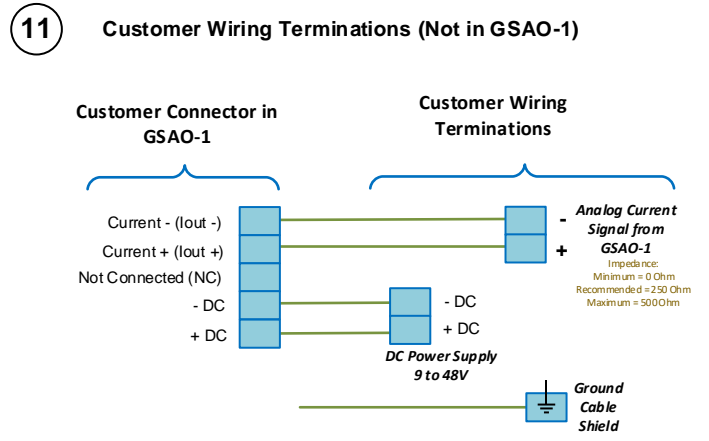 11
Customer Wiring Terminations (Not in GSAO-1)
Customer Connector in
GSAO-1
Customer Wiring
Terminations
Current - (Iout -)
Current + (Iout +)
Not Connected (NC)
- DC
+ DC
-
+
Analog Current
Signal from
GSAO-1
Impedance:
Minimum = 0 Ohm
Recommended = 250 Ohm
Maximum = 500 Ohm
- DC
+ DC
DC Power Supply
9 to 48V
Ground
Cable
Shield